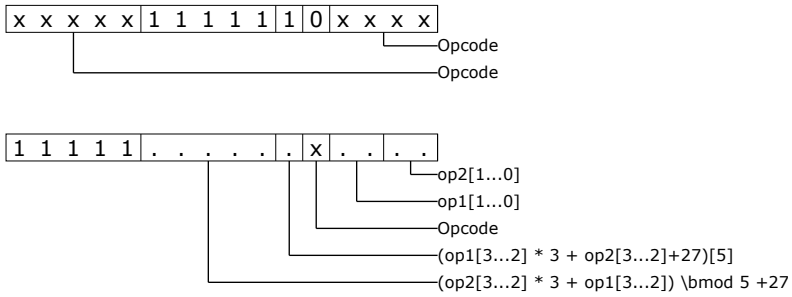 x x x x x 1 1 1 1 1 1 1 0 x x x x
Opcode
Opcode
1 1 1 1 1 . . . . . . x . . . .
op2[1...0]
op1[1...0]
Opcode
(op1[3...2] * 3 + op2[3...2]+27)[5]
(op2[3...2] * 3 + op1[3...2]) \bmod 5 +27